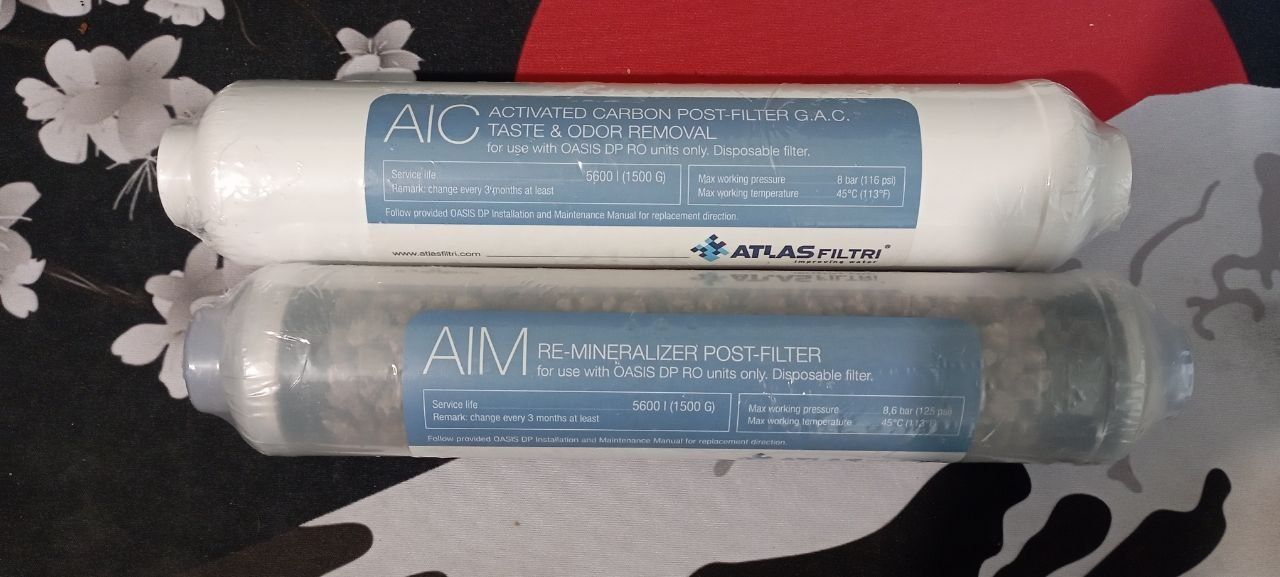 AIC
ACTIVATED CARBON POST-FILTER G.A.C.
TASTE & ODOR REMOVAL
for use with OASIS DP RO units only. Disposable filter.
Service life 5600 l (1500 G)
Remark: change every 3 months at least
Max working pressure 8 bar (116 psi)
Max working temperature 45°C (113°F)
Follow provided OASIS DP Installation and Maintenance Manual for replacement direction.
www.atlasfiltri.com
ATLAS FILTRI®
improving water
AIM
RE-MINERALIZER POST-FILTER
for use with OASIS DP RO units only. Disposable filter.
Service life 5600 l (1500 G)
Remark: change every 3 months at least
Max working pressure 8,6 bar (125 psi)
Max working temperature 45°C (113°F)
Follow provided OASIS DP Installation and Maintenance Manual for replacement direction.